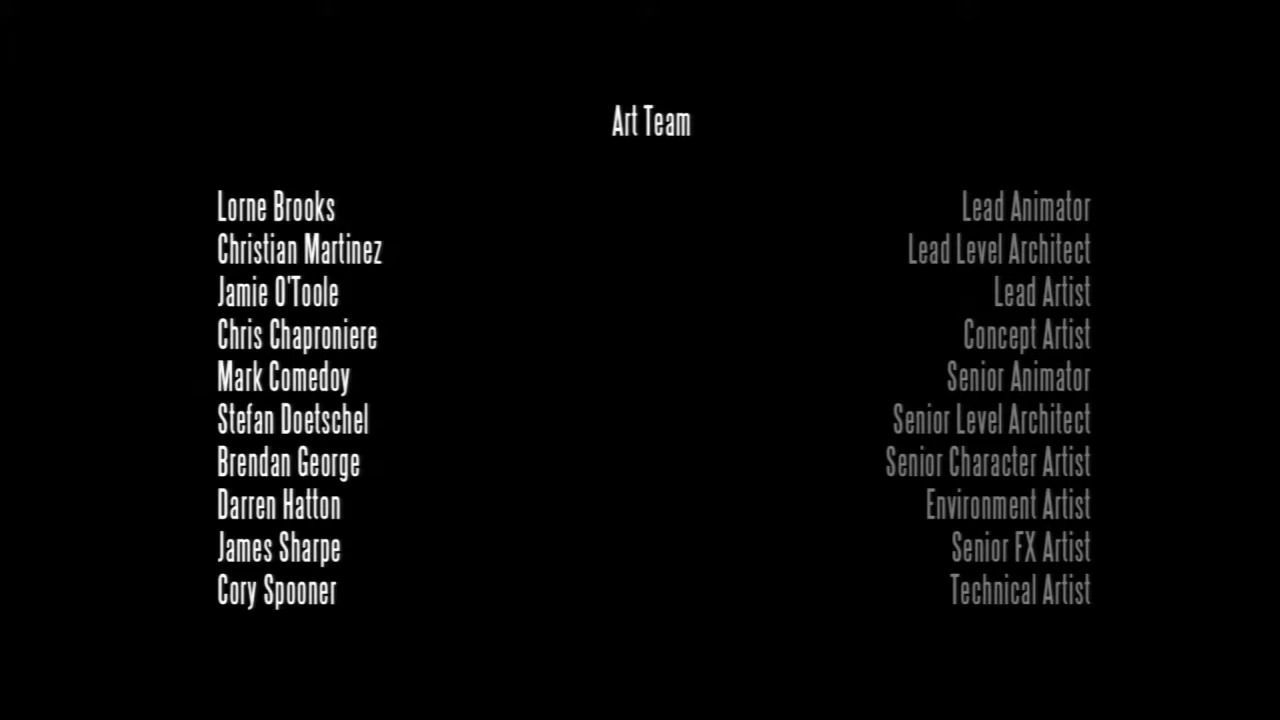 Art Team
Lorne Brooks Lead Animator
Christian Martinez Lead Level Architect
Jamie O'Toole Lead Artist
Chris Chaproniere Concept Artist
Mark Comedoy Senior Animator
Stefan Doetschel Senior Level Architect
Brendan George Senior Character Artist
Darren Hatton Environment Artist
James Sharpe Senior FX Artist
Cory Spooner Technical Artist